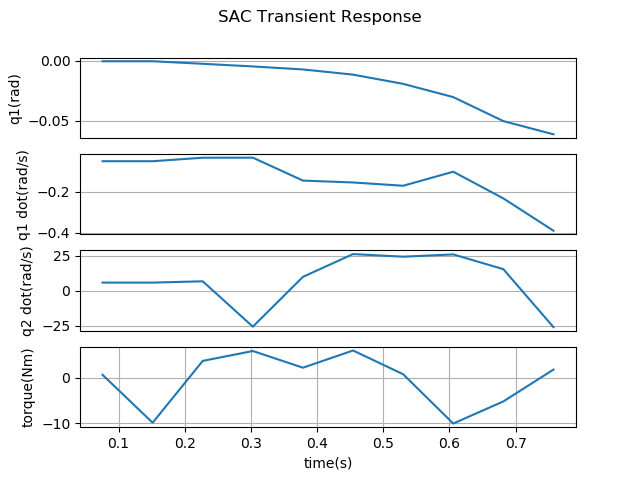 SAC Transient Response
0.00
−0.05
q1(rad)
−0.2
−0.4
q1 dot(rad/s)
25
0
−25
q2 dot(rad/s)
0
−10
torque(Nm)
0.1 0.2 0.3 0.4 0.5 0.6 0.7
time(s)